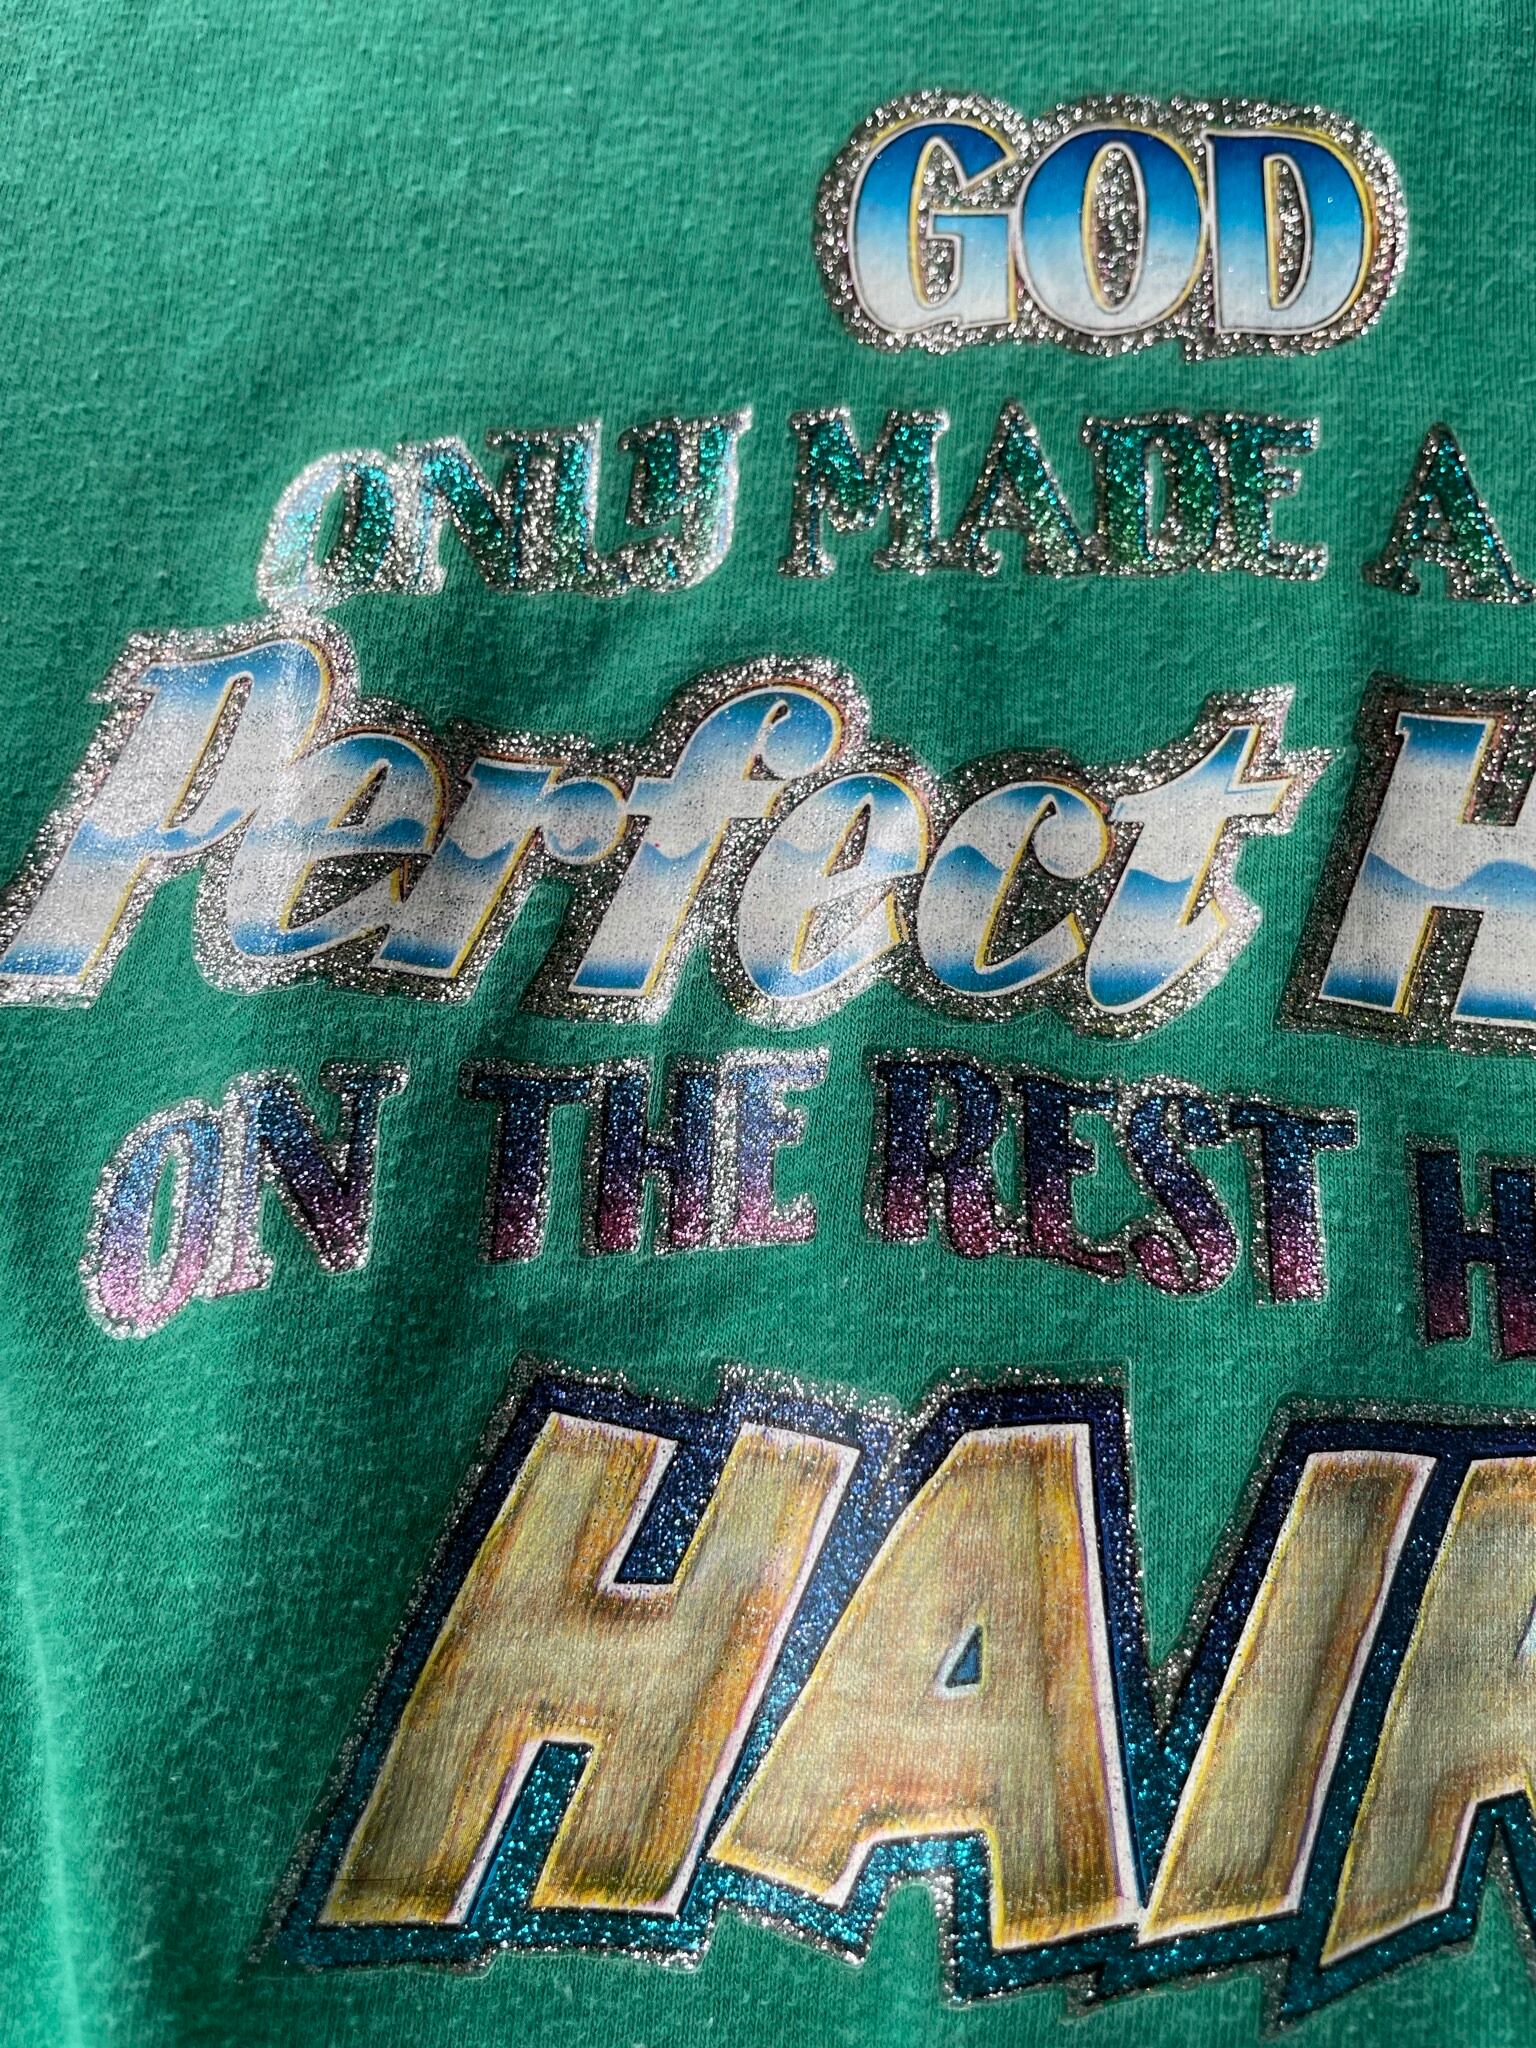 GOD
ONLY MADE A
Perfect H
ON THE REST H
HAIR